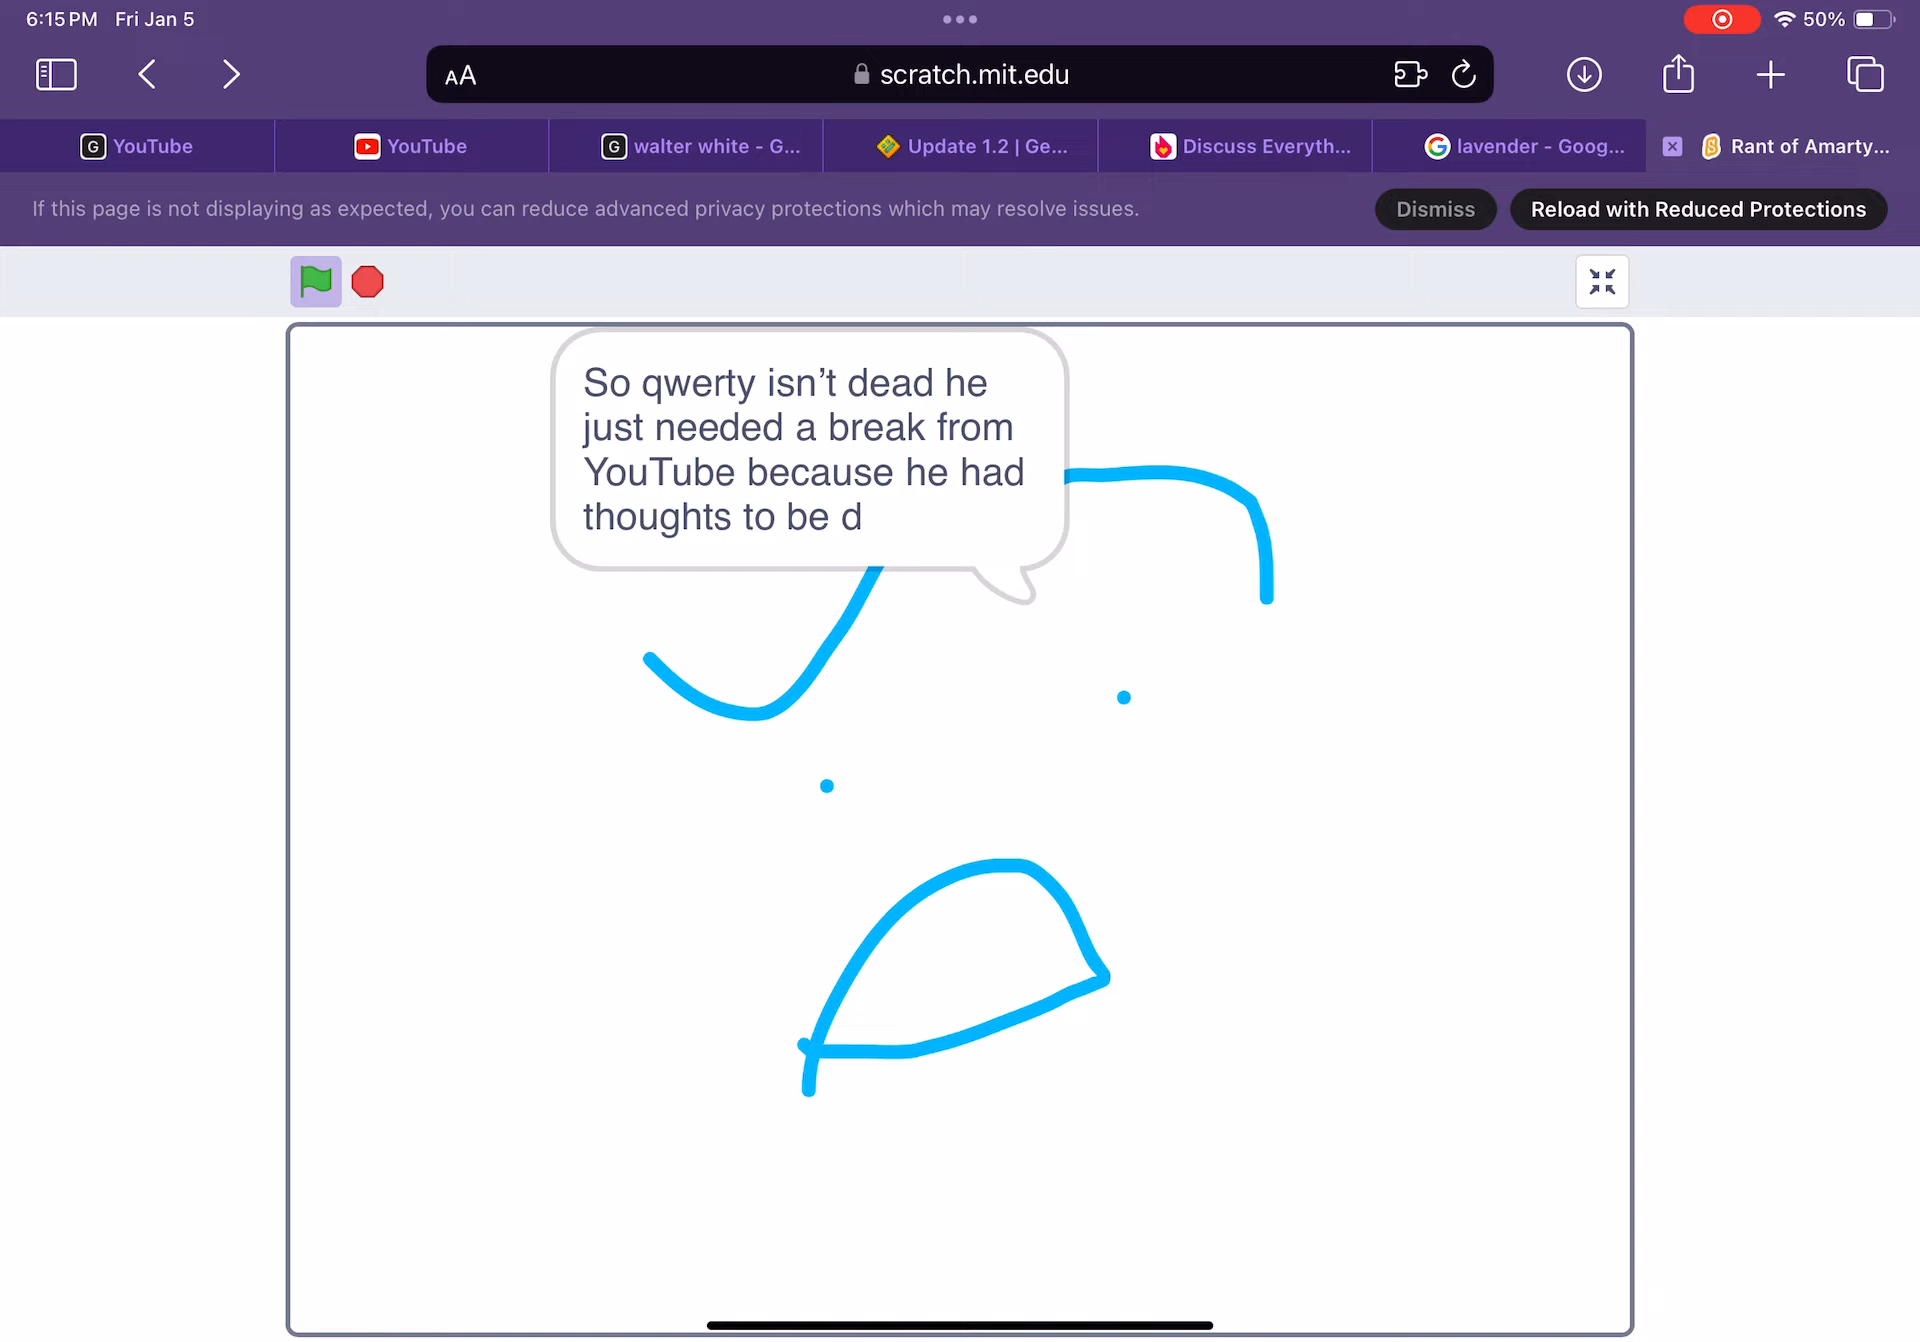 6:15 PM Fri Jan 5
50%
AA
scratch.mit.edu
YouTube
YouTube
walter white - G...
Update 1.2 | Ge...
Discuss Everyth...
lavender - Goog...
Rant of Amarty...
If this page is not displaying as expected, you can reduce advanced privacy protections which may resolve issues.
Dismiss
Reload with Reduced Protections
So qwerty isn’t dead he
just needed a break from
YouTube because he had
thoughts to be d